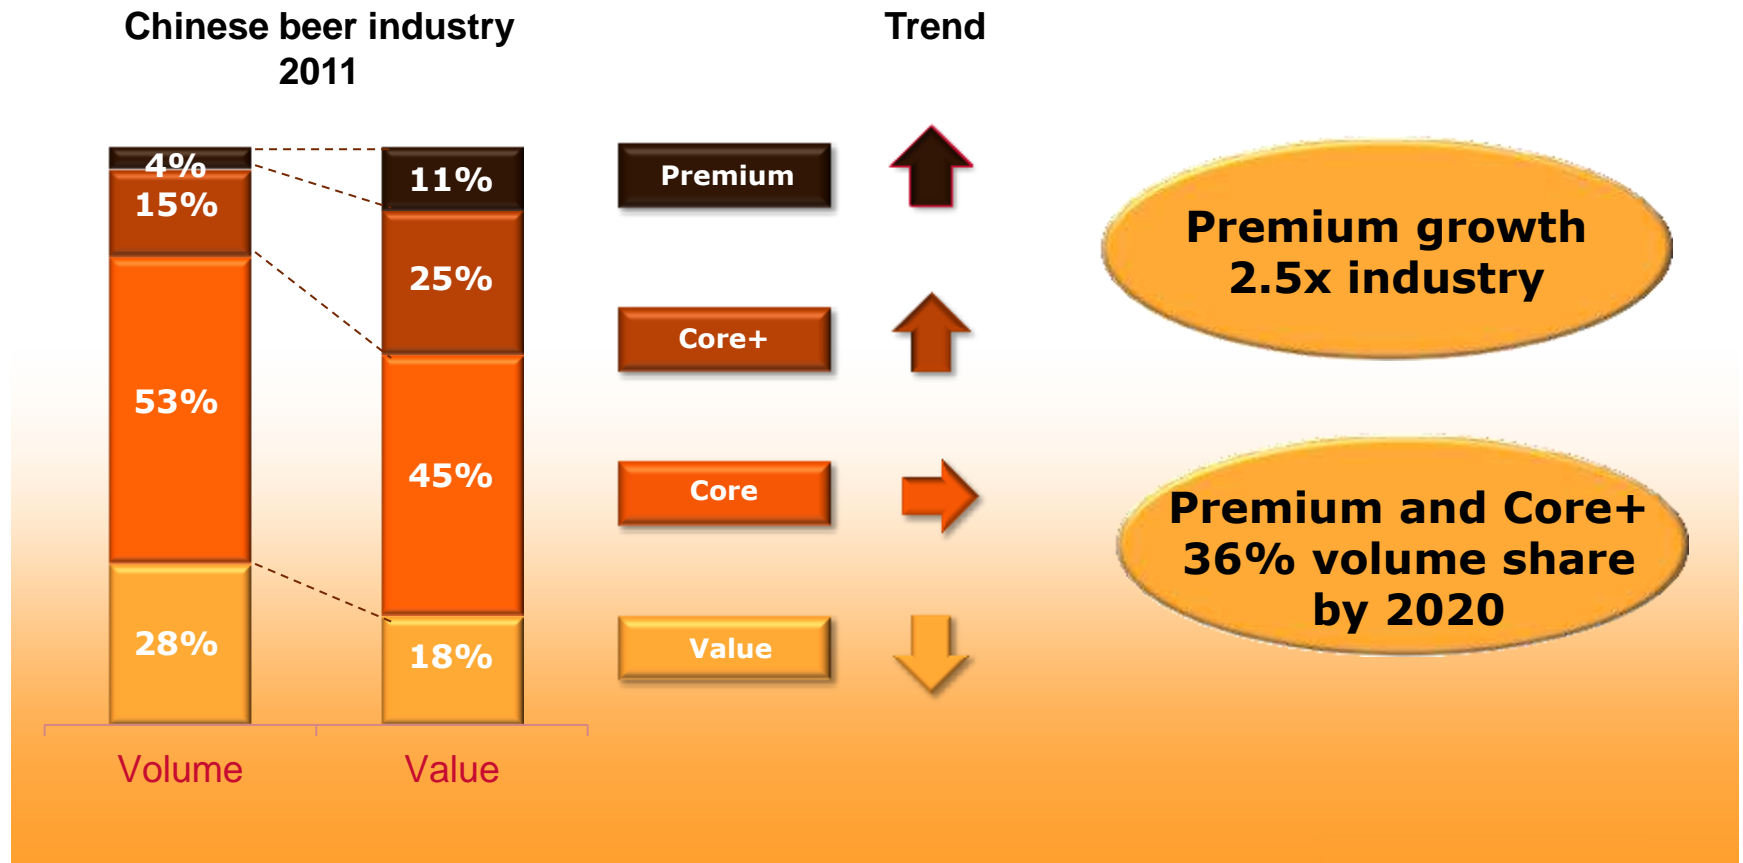 Chinese beer industry
2011
Trend
4%
15%
53%
28%
11%
25%
45%
18%
Volume
Value
Premium
Core+
Core
Value
Premium growth
2.5x industry
Premium and Core+
36% volume share
by 2020